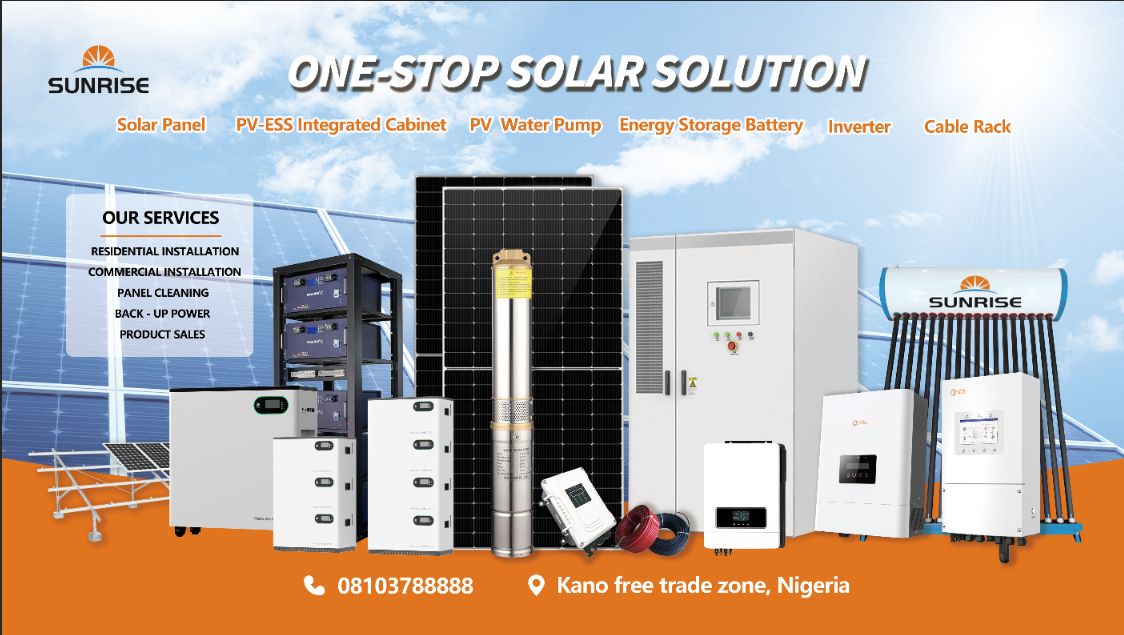 SUNRISE
ONE-STOP SOLAR SOLUTION
Solar Panel PV-ESS Integrated Cabinet PV Water Pump Energy Storage Battery Inverter Cable Rack
OUR SERVICES
RESIDENTIAL INSTALLATION
COMMERCIAL INSTALLATION
PANEL CLEANING
BACK - UP POWER
PRODUCT SALES
SUNRISE
08103788888 Kano free trade zone, Nigeria